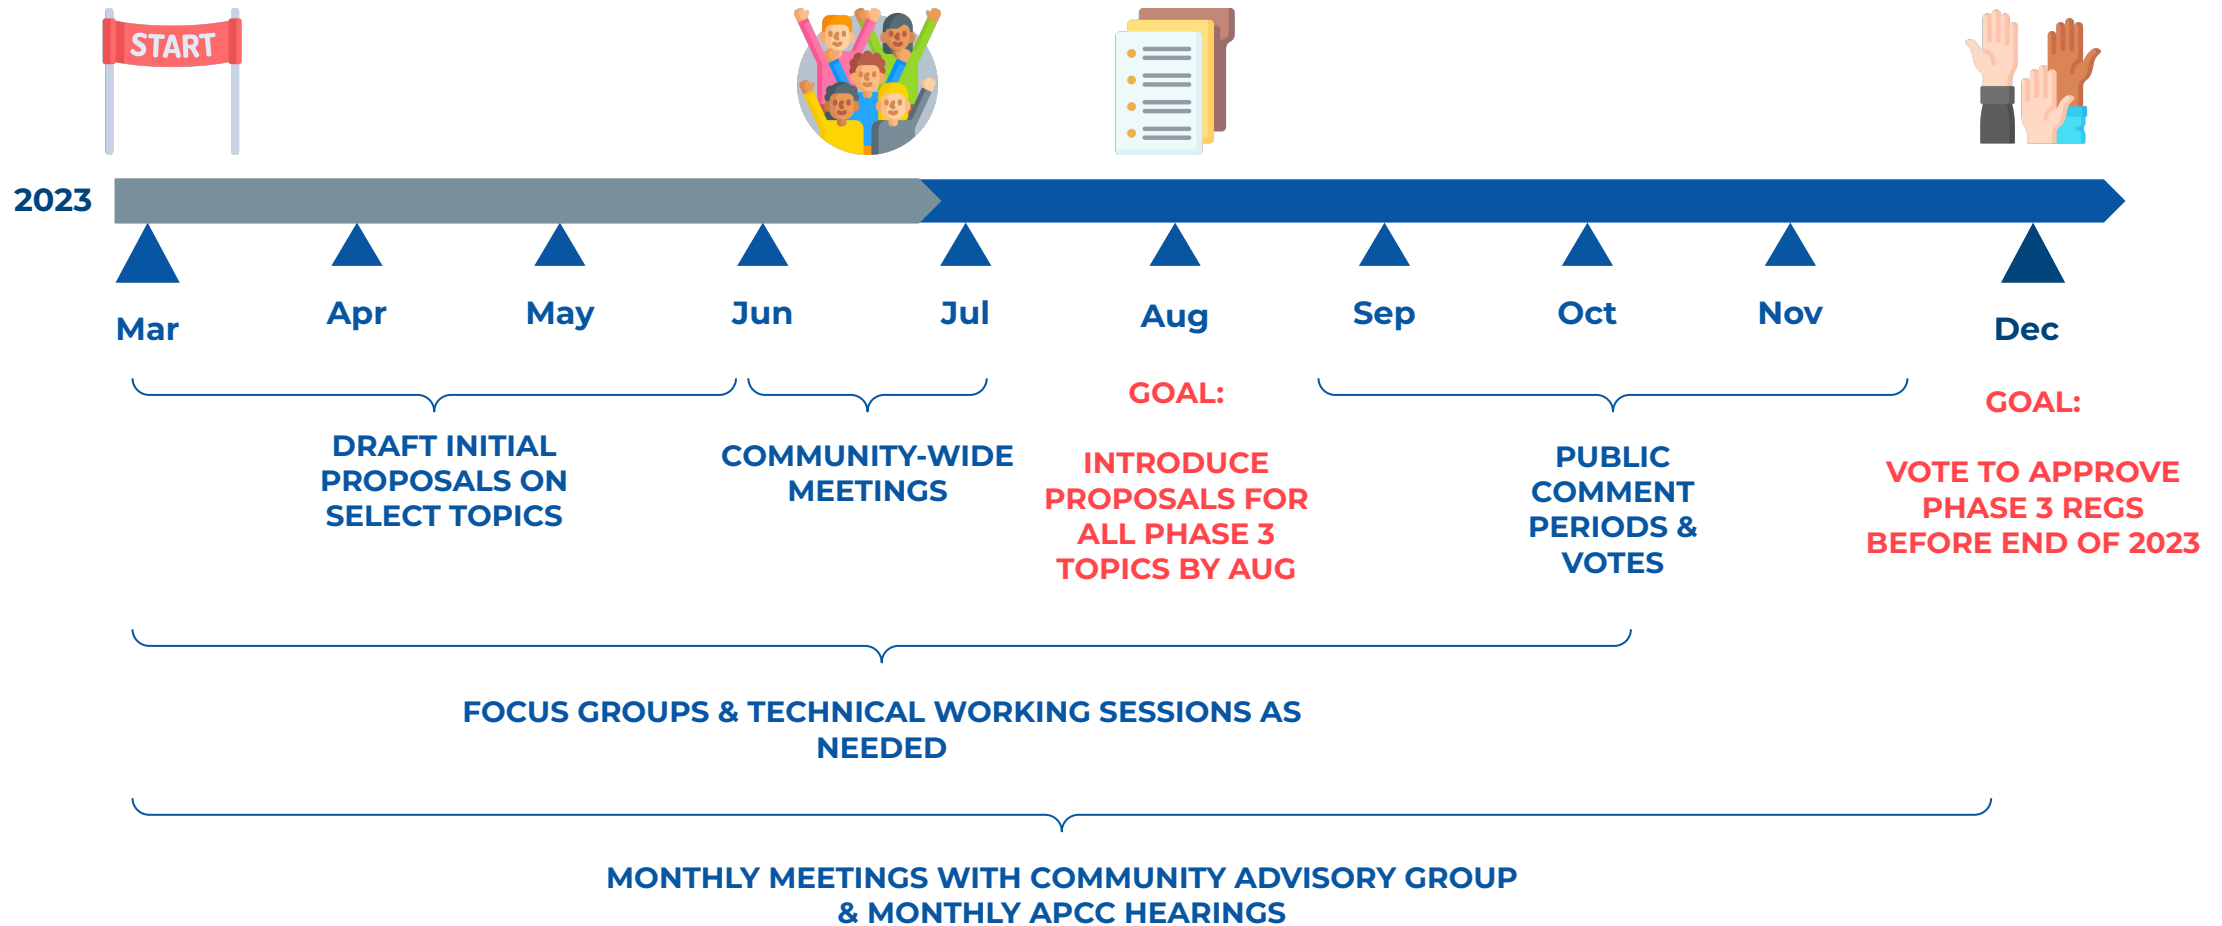 START
2023
Mar
Apr
May
Jun
Jul
Aug
Sep
Oct
Nov
Dec
DRAFT INITIAL
PROPOSALS ON
SELECT TOPICS
COMMUNITY-WIDE
MEETINGS
GOAL:
INTRODUCE
PROPOSALS FOR
ALL PHASE 3
TOPICS BY AUG
PUBLIC
COMMENT
PERIODS &
VOTES
GOAL:
VOTE TO APPROVE
PHASE 3 REGS
BEFORE END OF 2023
FOCUS GROUPS & TECHNICAL WORKING SESSIONS AS
NEEDED
MONTHLY MEETINGS WITH COMMUNITY ADVISORY GROUP
& MONTHLY APCC HEARINGS